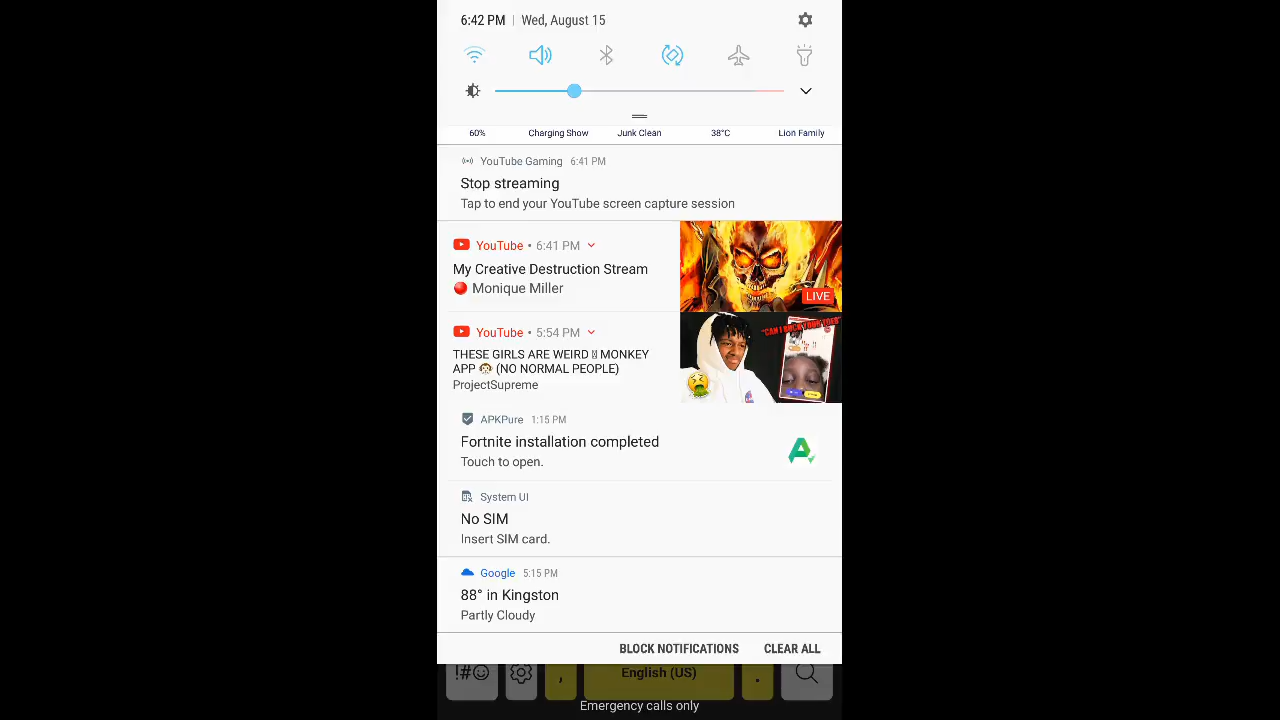 6:42 PM | Wed, August 15
60% Charging Show Junk Clean 38°C Lion Family
YouTube Gaming 6:41 PM
Stop streaming
Tap to end your YouTube screen capture session
YouTube • 6:41 PM
My Creative Destruction Stream
🔴 Monique Miller
LIVE
YouTube • 5:54 PM
THESE GIRLS ARE WEIRD MONKEY
APP 🐵 (NO NORMAL PEOPLE)
ProjectSupreme
APKPure 1:15 PM
Fortnite installation completed
Touch to open.
System UI
No SIM
Insert SIM card.
Google 5:15 PM
88° in Kingston
Partly Cloudy
BLOCK NOTIFICATIONS CLEAR ALL
!#☺ , English (US) .
Emergency calls only